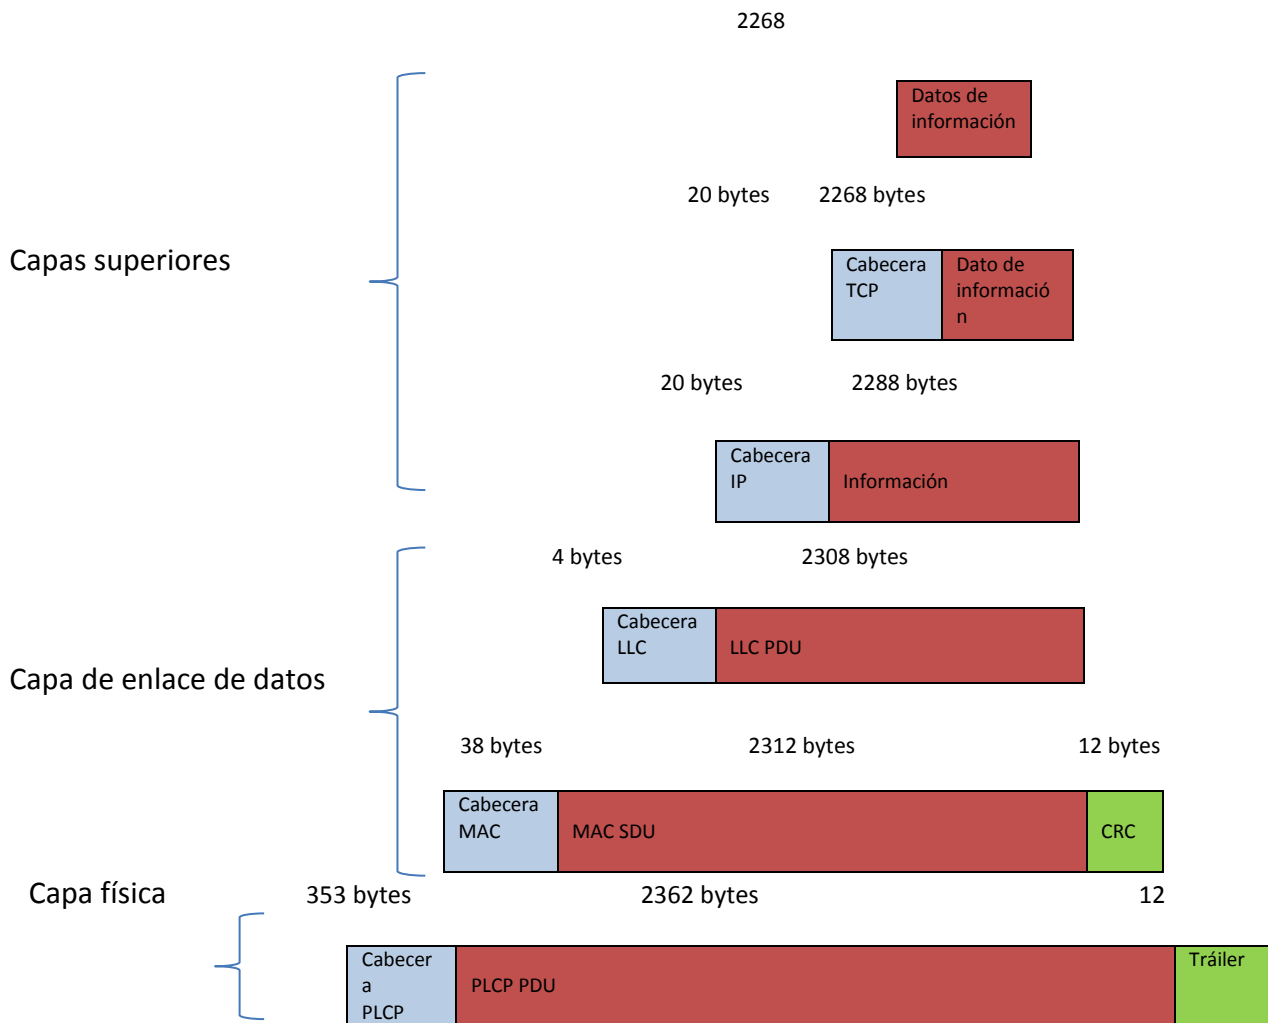 2268
Datos de
información
20 bytes 2268 bytes
Capas superiores
Cabecera
TCP
Dato de
informació
n
20 bytes 2288 bytes
Cabecera
IP
Información
4 bytes 2308 bytes
Cabecera
LLC
LLC PDU
Capa de enlace de datos
38 bytes 2312 bytes 12 bytes
Cabecera
MAC
MAC SDU
CRC
Capa física
353 bytes 2362 bytes 12
Cabecer
a
PLCP
PLCP PDU
Tráiler